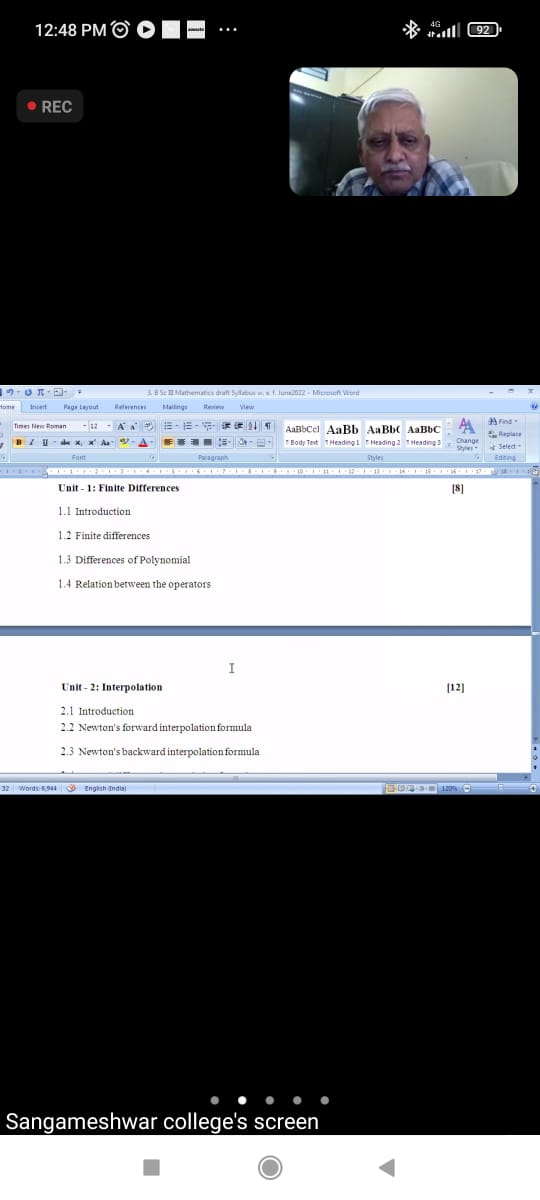 12:48 PM
4G
92
REC
3. B Sc III Mathematics draft Syllabus w. e. f. June2022 - Microsoft Word
Home Insert Page Layout References Mailings Review View
Times New Roman 12
AaBbCcI AaBb AaBb( AaBbC
¶ Body Text ¶ Heading 1 ¶ Heading 2 ¶ Heading 3
Change Styles
Find
Replace
Select
Font Paragraph Styles Editing
Unit - 1: Finite Differences [8]
1.1 Introduction
1.2 Finite differences
1.3 Differences of Polynomial
1.4 Relation between the operators
Unit - 2: Interpolation [12]
2.1 Introduction
2.2 Newton's forward interpolation formula
2.3 Newton's backward interpolation formula
32 Words: 6,944 English (India) 120%
Sangameshwar college's screen